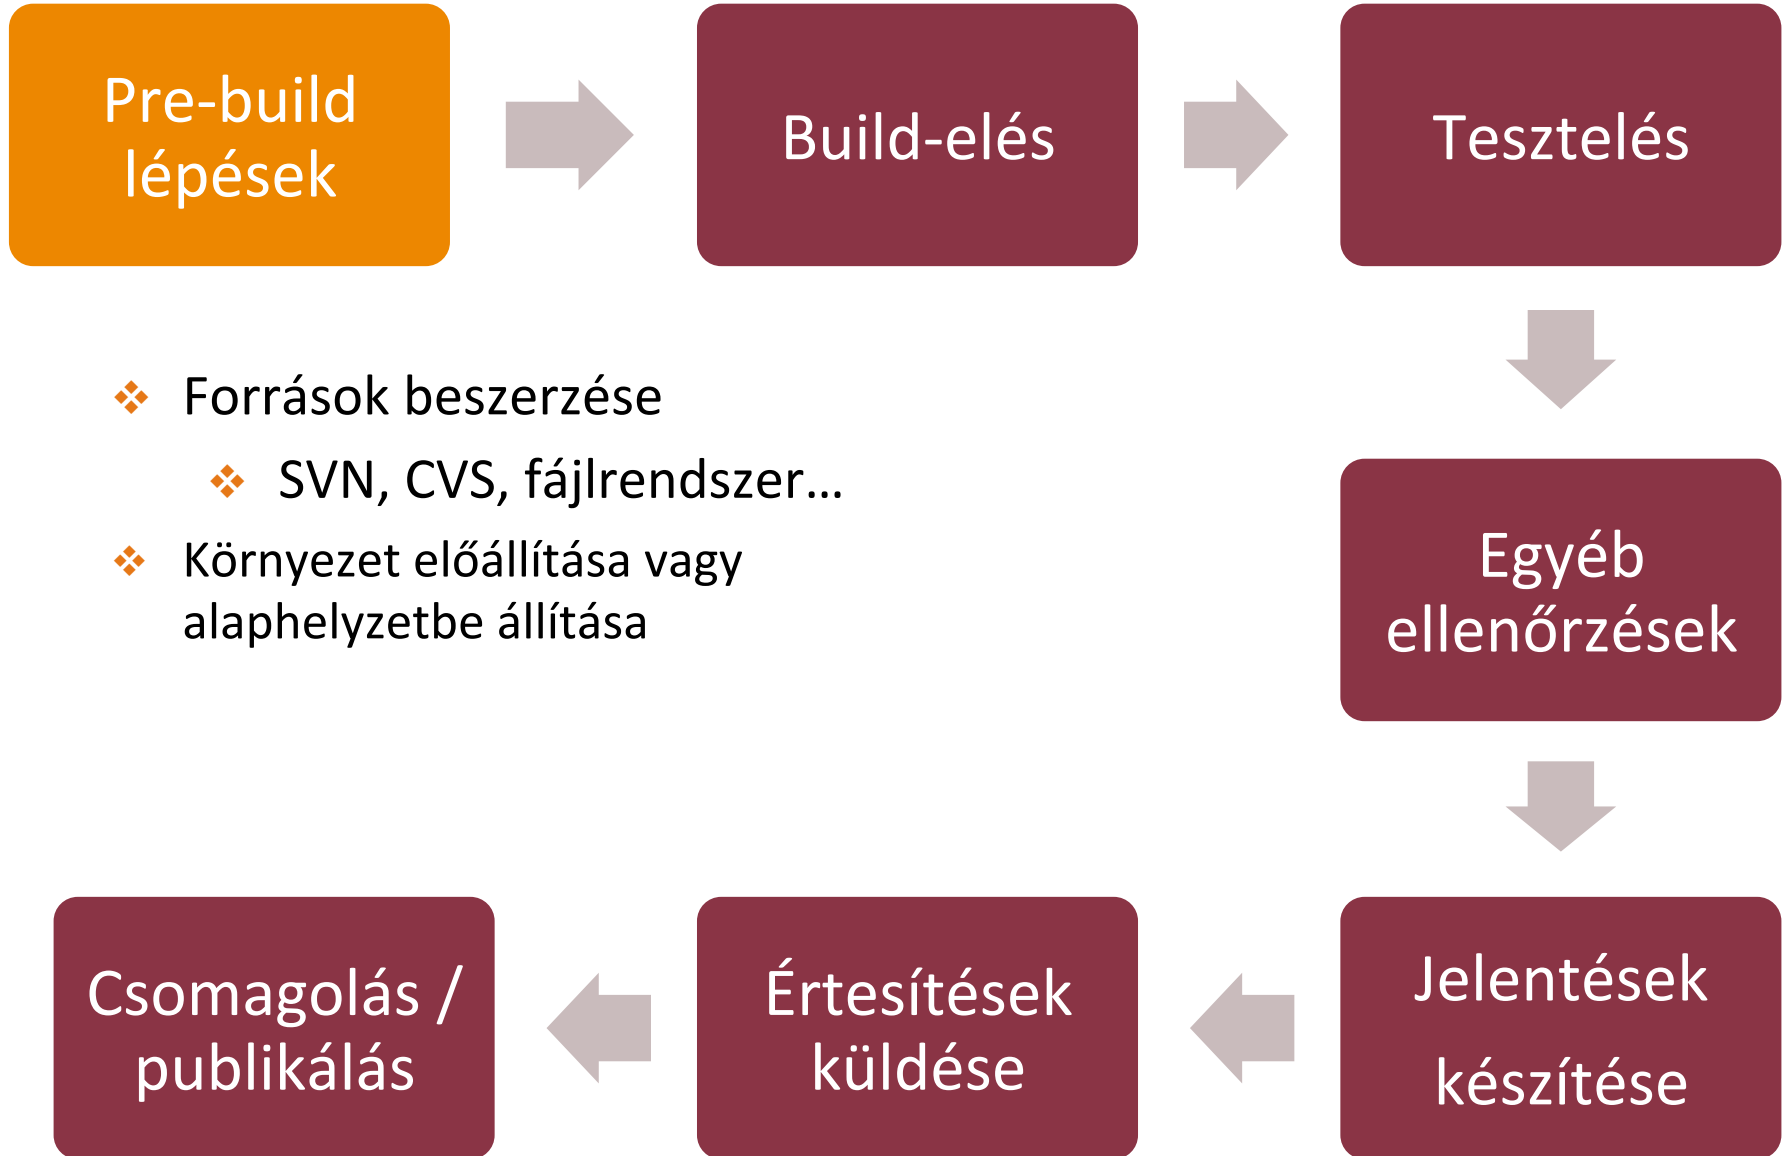 Pre-build
lépések
Build-elés
Tesztelés
Források beszerzése
SVN, CVS, fájlrendszer...
Környezet előállítása vagy
alaphelyzetbe állítása
Egyéb
ellenőrzések
Jelentések
készítése
Értesítések
küldése
Csomagolás /
publikálás